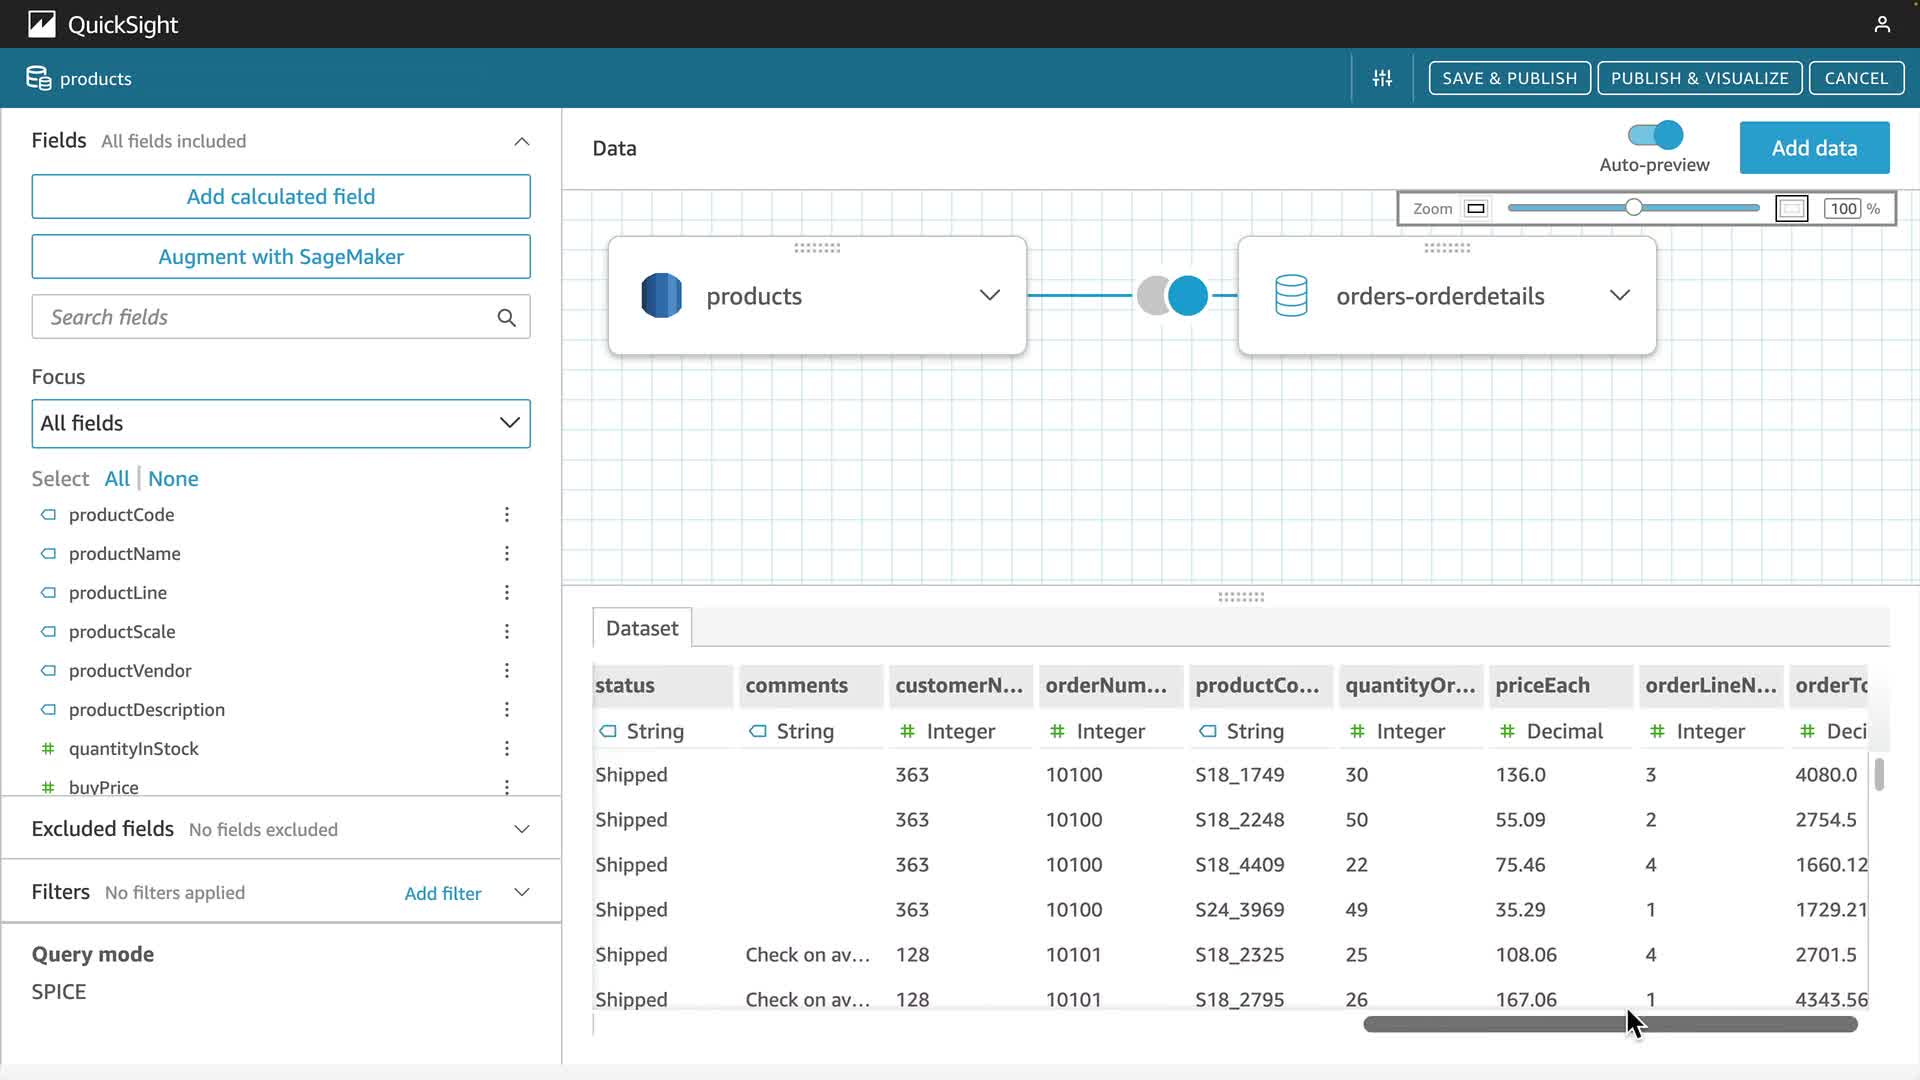 QuickSight
products
SAVE & PUBLISH
PUBLISH & VISUALIZE
CANCEL
Fields All fields included
Add calculated field
Augment with SageMaker
Search fields
Focus
All fields
Select All | None
productCode
productName
productLine
productScale
productVendor
productDescription
quantityInStock
buyPrice
Excluded fields No fields excluded
Filters No filters applied Add filter
Query mode
SPICE
Data
Auto-preview
Add data
Zoom 100 %
products
orders-orderdetails
Dataset
status comments customerN... orderNum... productCo... quantityOr... priceEach orderLineN... orderTo
String String # Integer # Integer String # Integer # Decimal # Integer # Deci
Shipped 363 10100 S18_1749 30 136.0 3 4080.0
Shipped 363 10100 S18_2248 50 55.09 2 2754.5
Shipped 363 10100 S18_4409 22 75.46 4 1660.12
Shipped 363 10100 S24_3969 49 35.29 1 1729.21
Shipped Check on av... 128 10101 S18_2325 25 108.06 4 2701.5
Shipped Check on av... 128 10101 S18_2795 26 167.06 1 4343.56